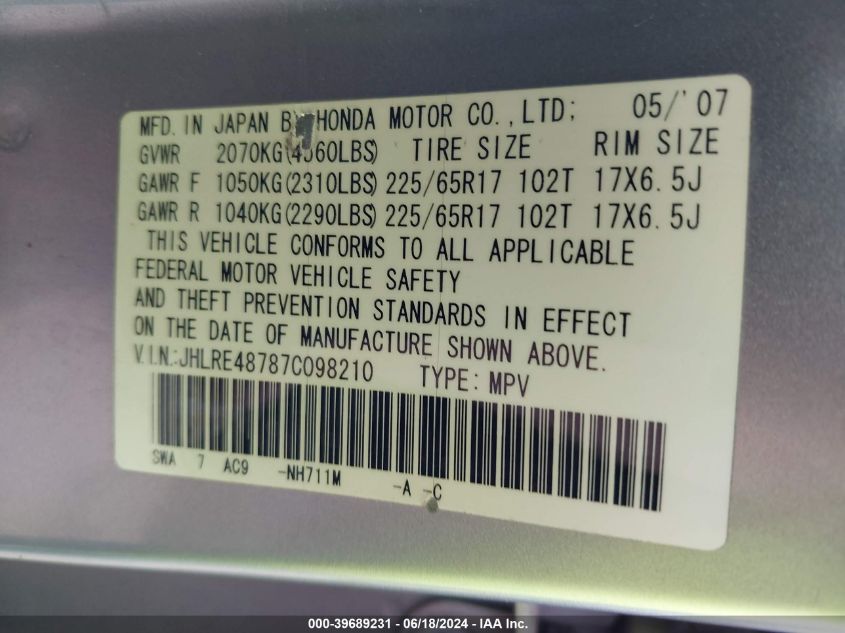 MFD. IN JAPAN BY HONDA MOTOR CO., LTD; 05/'07
GVWR 2070KG(4560LBS) TIRE SIZE RIM SIZE
GAWR F 1050KG(2310LBS) 225/65R17 102T 17X6.5J
GAWR R 1040KG(2290LBS) 225/65R17 102T 17X6.5J
THIS VEHICLE CONFORMS TO ALL APPLICABLE
FEDERAL MOTOR VEHICLE SAFETY
AND THEFT PREVENTION STANDARDS IN EFFECT
ON THE DATE OF MANUFACTURE SHOWN ABOVE.
V.I.N.:JHLRE48787C098210 TYPE: MPV
SWA 7 AC9 -NH711M -A -C
000-39689231 - 06/18/2024 - IAA Inc.